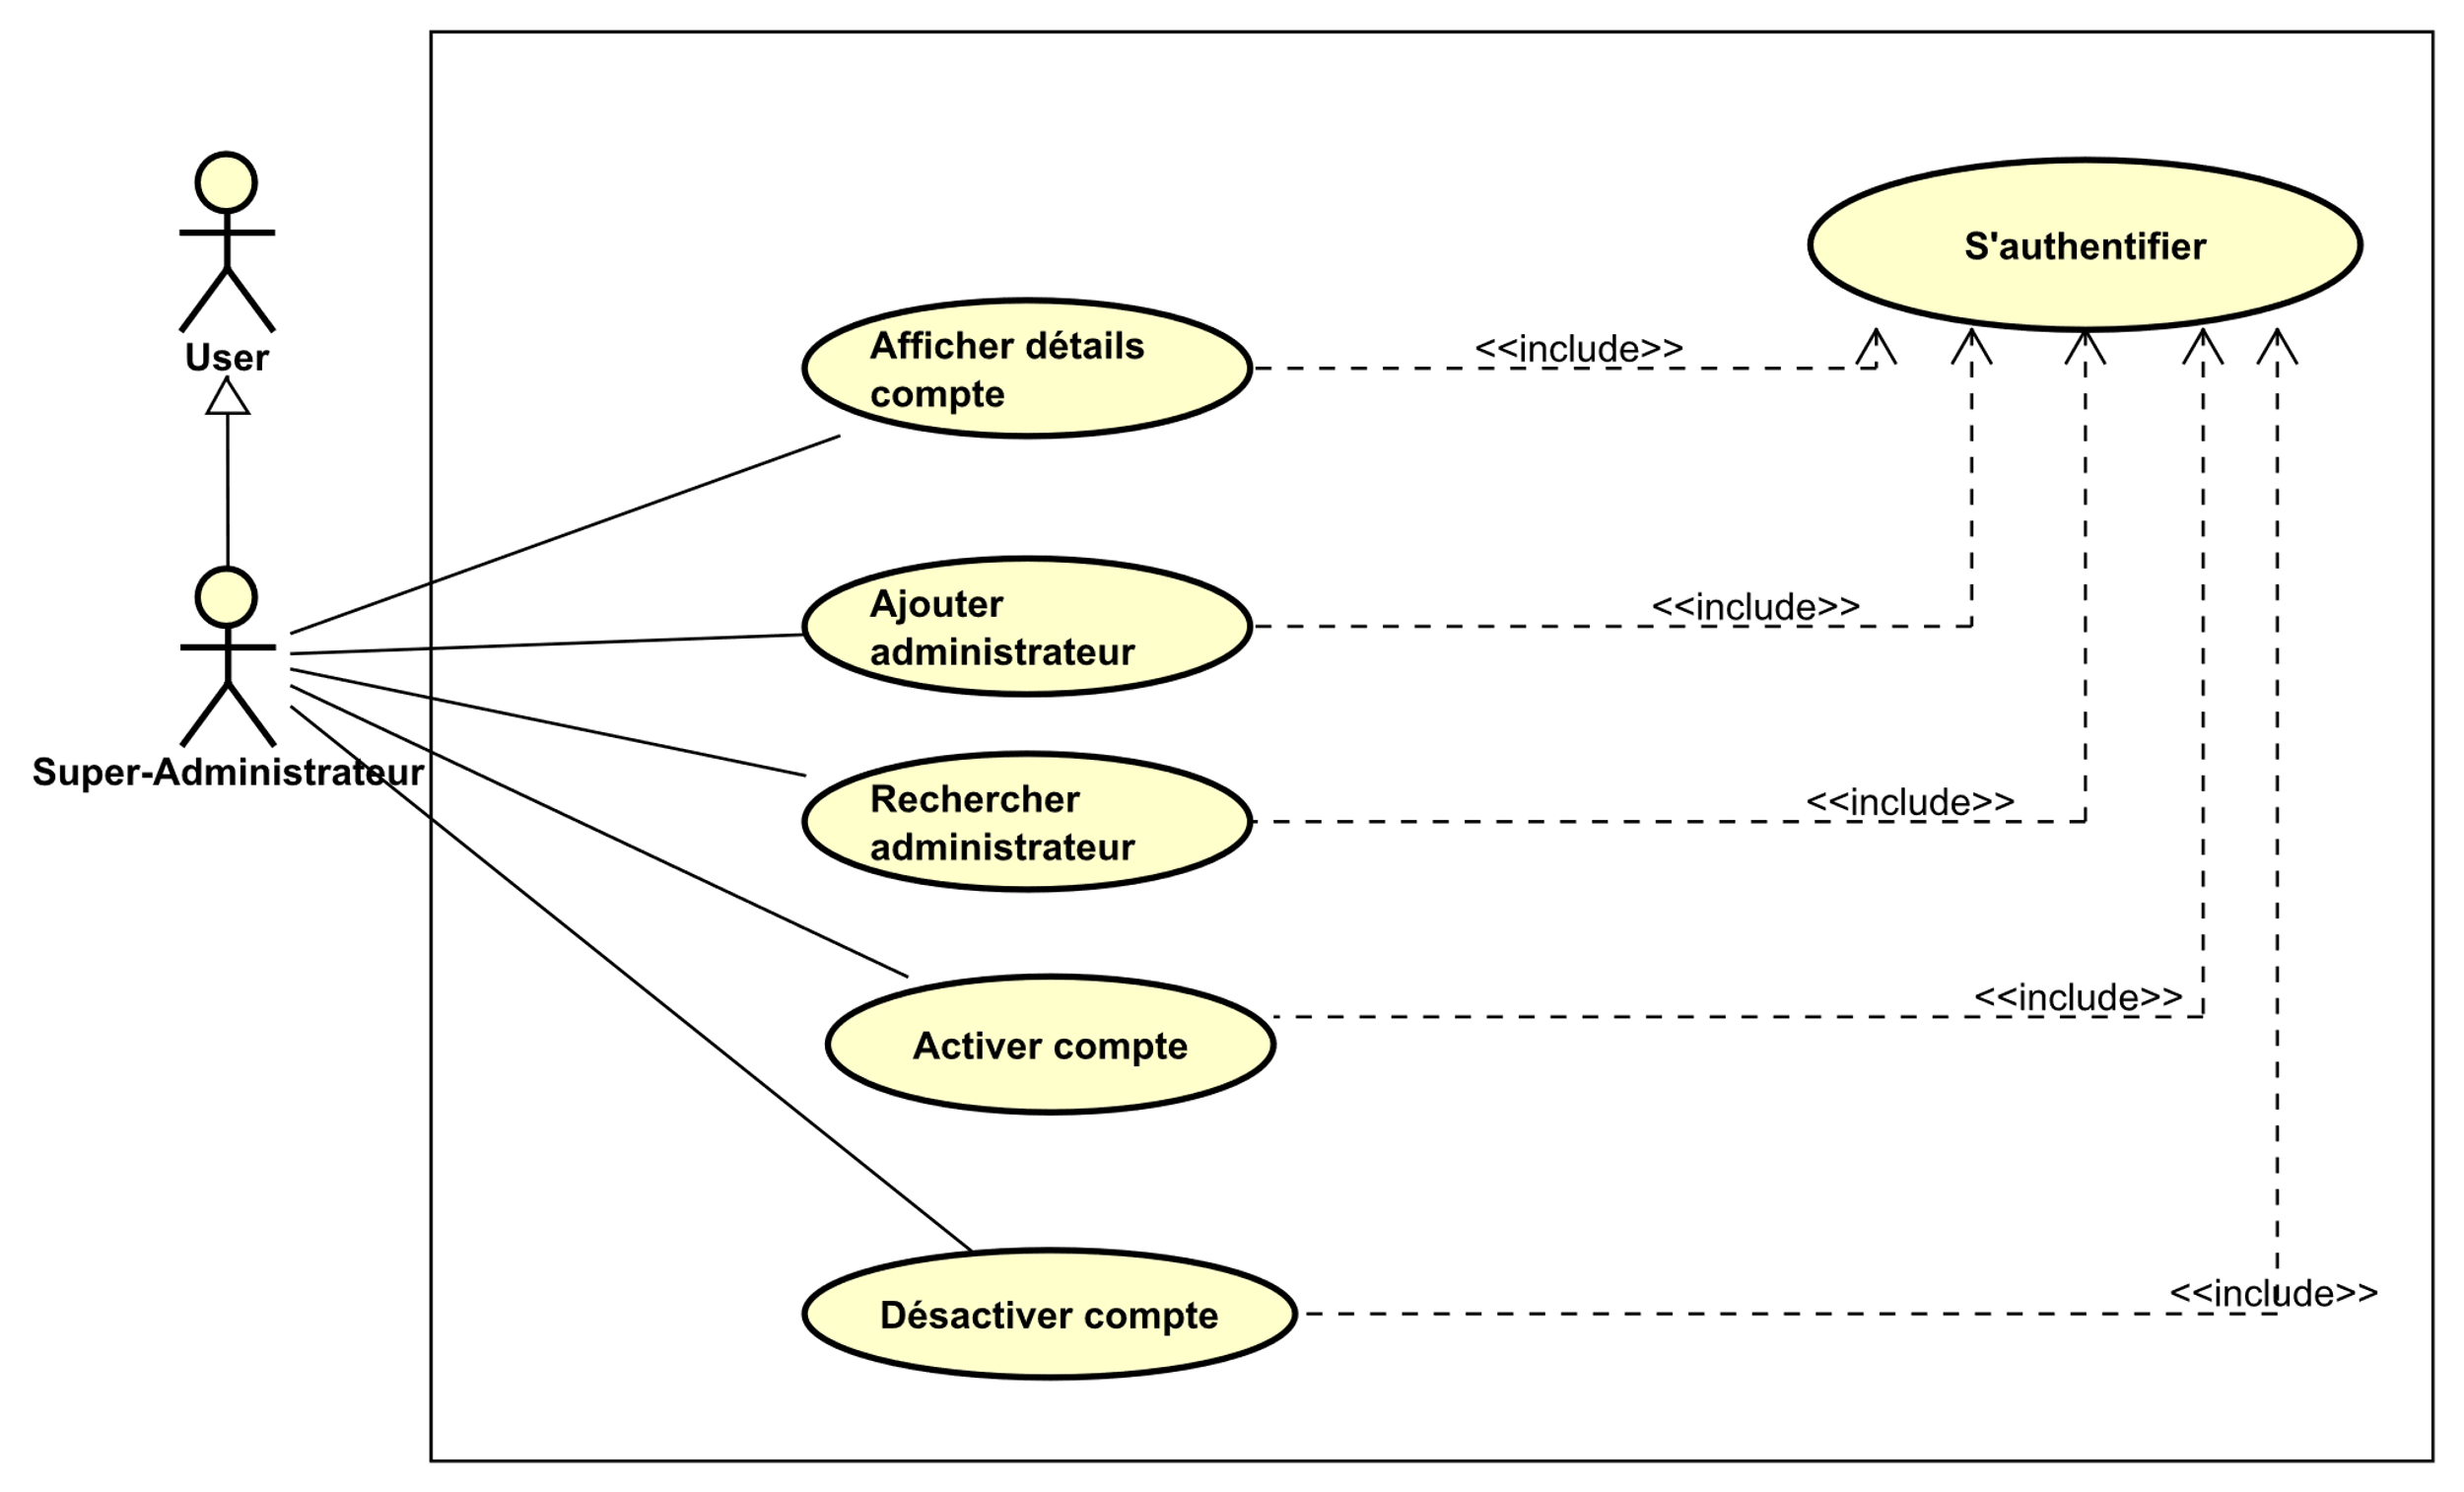 User
Super-Administrateur
Afficher détails
compte
<<include>>
S'authentifier
Ajouter
administrateur
<<include>>
Rechercher
administrateur
<<include>>
Activer compte
<<include>>
Désactiver compte
<<include>>